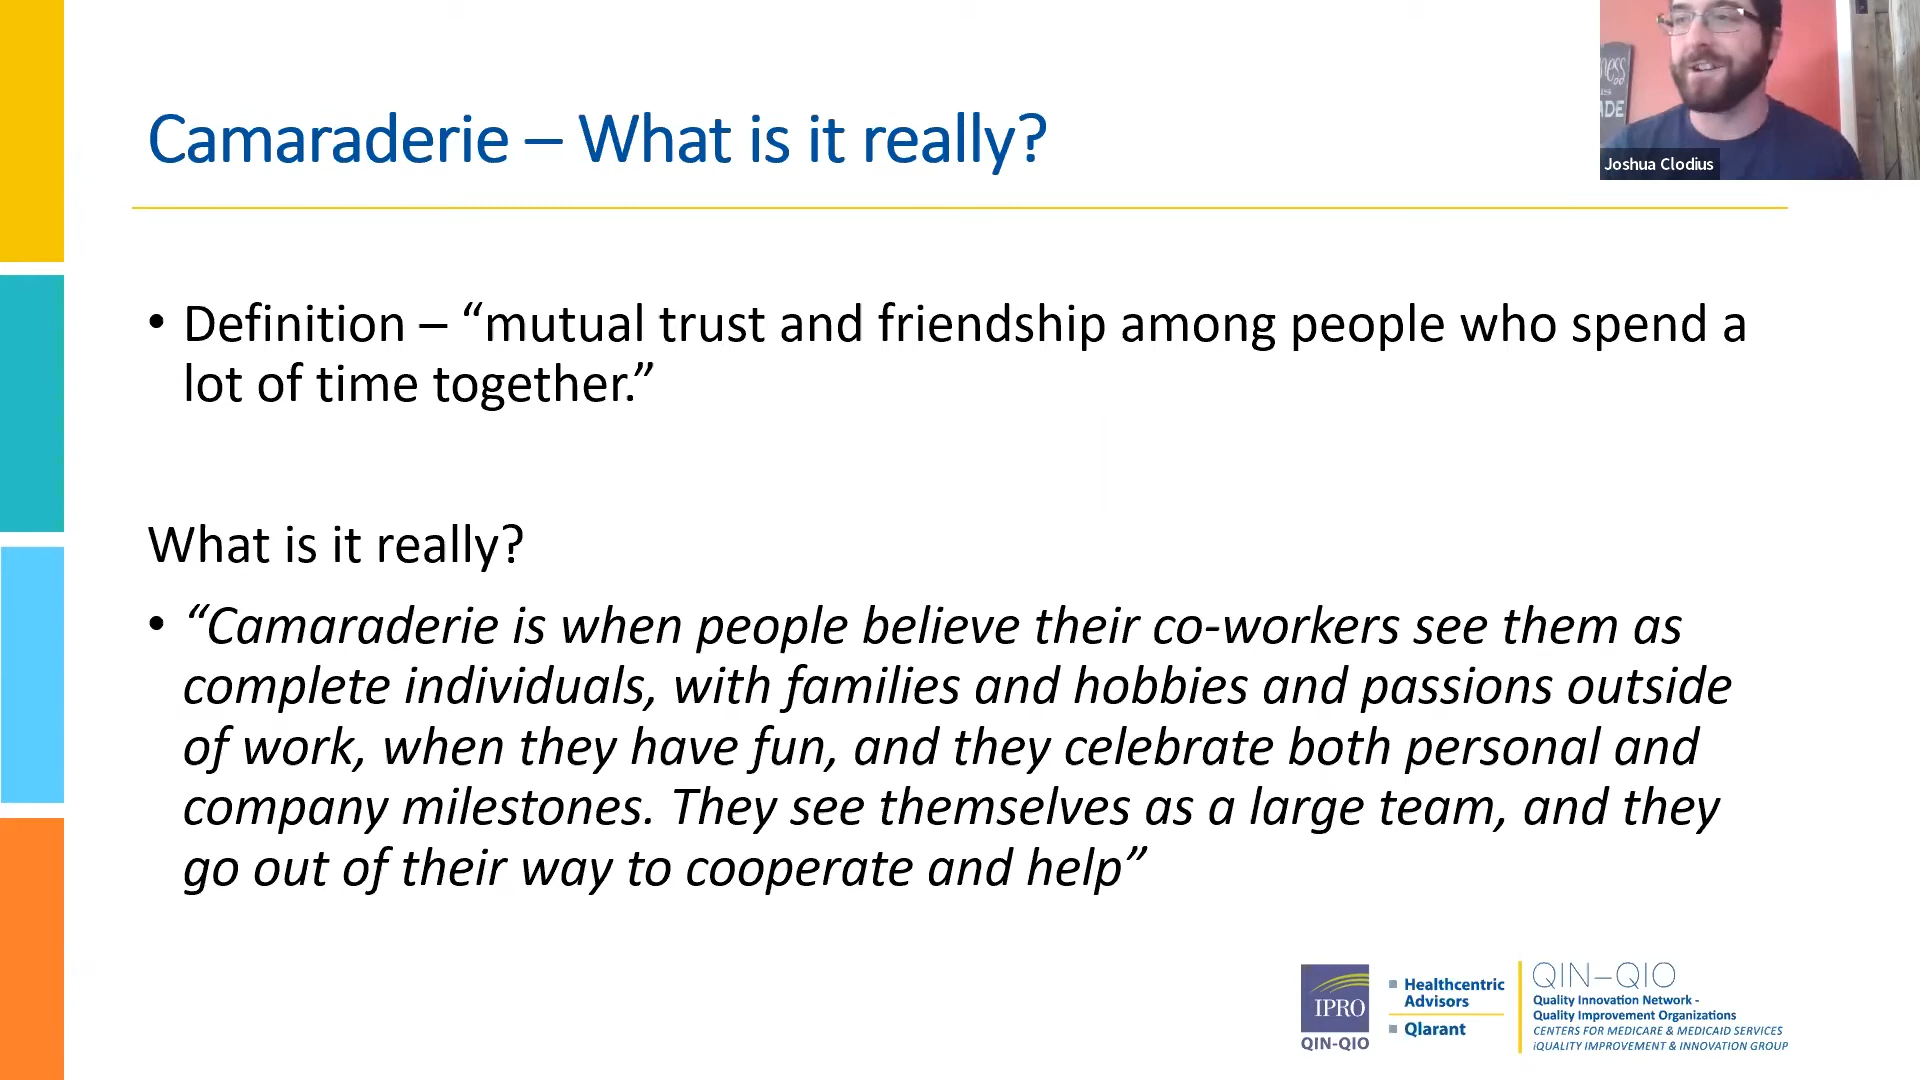 Camaraderie – What is it really?
Joshua Clodius
• Definition – “mutual trust and friendship among people who spend a
lot of time together.”
What is it really?
• “Camaraderie is when people believe their co-workers see them as
complete individuals, with families and hobbies and passions outside
of work, when they have fun, and they celebrate both personal and
company milestones. They see themselves as a large team, and they
go out of their way to cooperate and help”
IPRO
QIN-QIO
Healthcentric
Advisors
Qlarant
QIN–QIO
Quality Innovation Network -
Quality Improvement Organizations
CENTERS FOR MEDICARE & MEDICAID SERVICES
iQUALITY IMPROVEMENT & INNOVATION GROUP